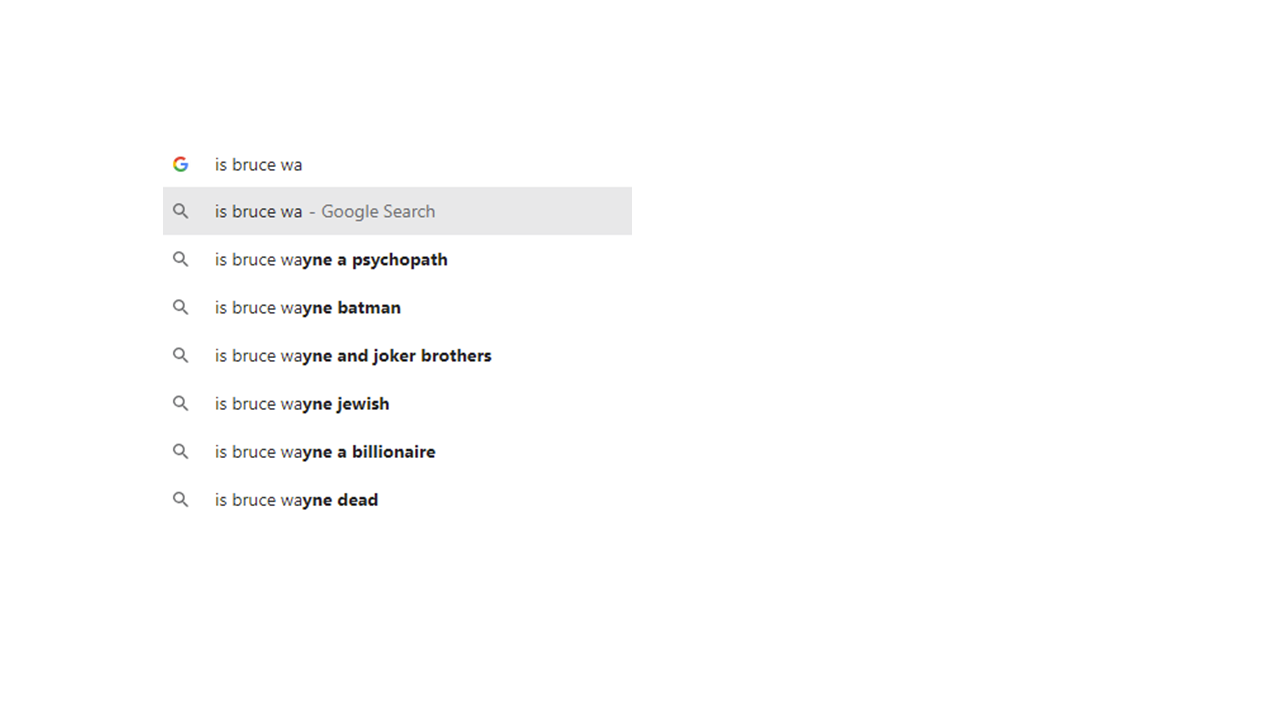 is bruce wa
is bruce wa - Google Search
is bruce wayne a psychopath
is bruce wayne batman
is bruce wayne and joker brothers
is bruce wayne jewish
is bruce wayne a billionaire
is bruce wayne dead